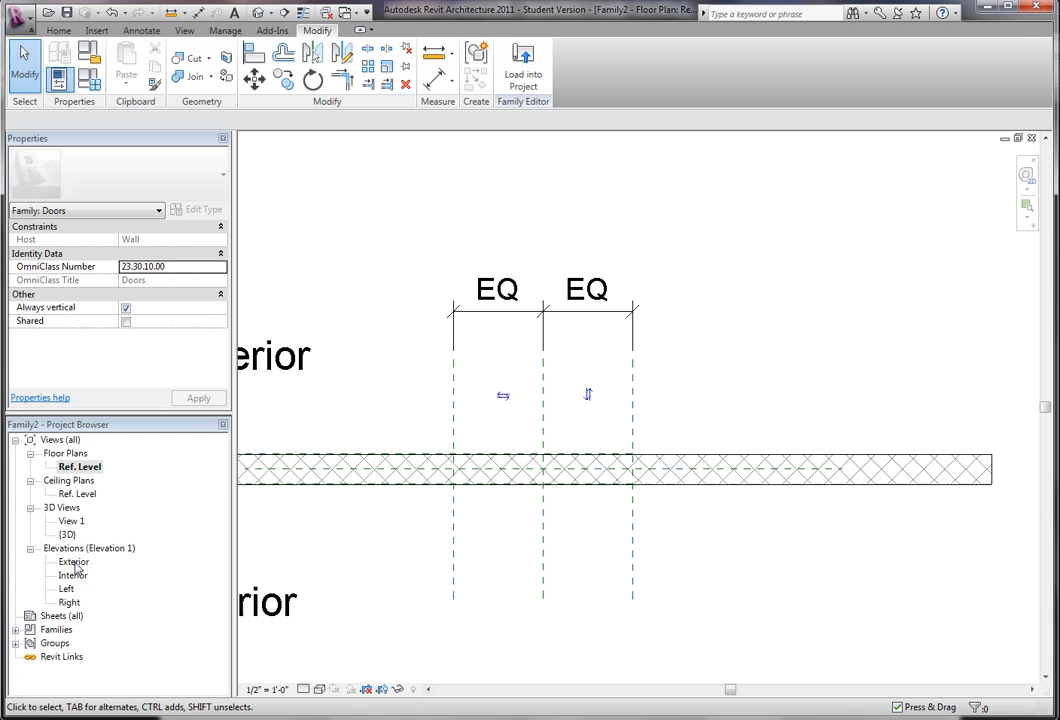 Autodesk Revit Architecture 2011 - Student Version - [Family2 - Floor Plan: Re...
Type a keyword or phrase
Home Insert Annotate View Manage Add-Ins Modify
Modify
Paste
Cut
Join
Load into
Project
Select Properties Clipboard Geometry Modify Measure Create Family Editor
Properties
Family: Doors
Edit Type
Constraints
Host Wall
Identity Data
OmniClass Number 23.30.10.00
OmniClass Title Doors
Other
Always vertical
Shared
Properties help
Apply
EQ EQ
erior
rior
Family2 - Project Browser
Views (all)
Floor Plans
Ref. Level
Ceiling Plans
Ref. Level
3D Views
View 1
{3D}
Elevations (Elevation 1)
Exterior
Interior
Left
Right
Sheets (all)
Families
Groups
Revit Links
1/2" = 1'-0"
Click to select, TAB for alternates, CTRL adds, SHIFT unselects.
Press & Drag
:0
2D